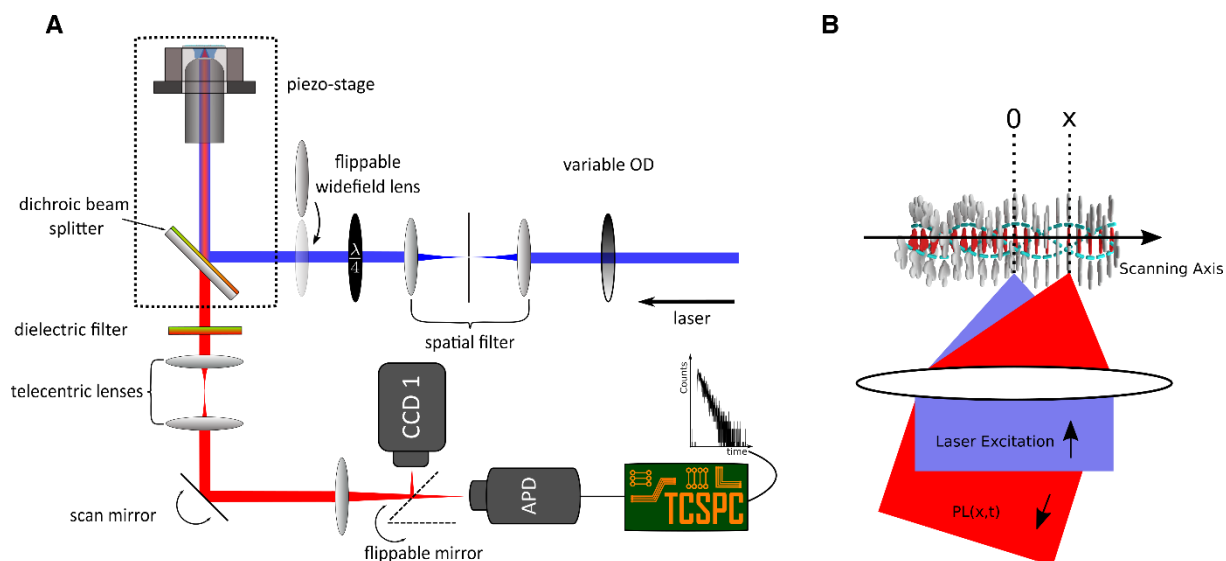 A
piezo-stage
flippable
widefield lens
variable OD
dichroic beam
splitter
λ/4
laser
spatial filter
dielectric filter
telecentric lenses
CCD 1
Counts
time
scan mirror
APD
TCSPC
flippable mirror
B
0
x
Scanning Axis
Laser Excitation
PL(x,t)